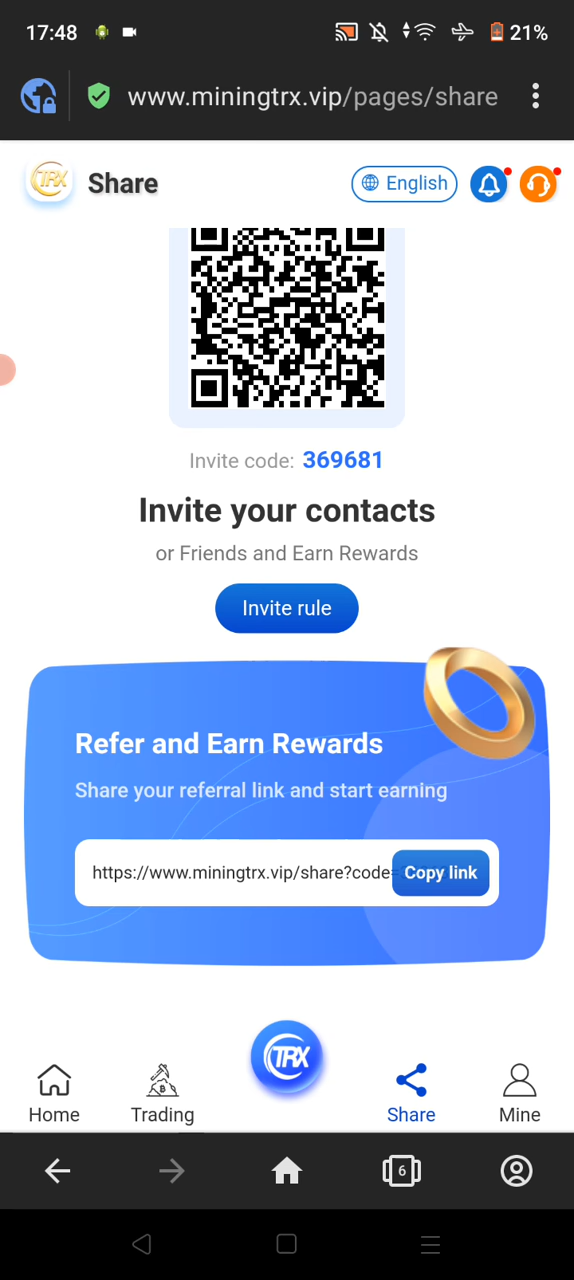 17:48
21%
www.miningtrx.vip/pages/share
TRX
Share
English
Invite code: 369681
Invite your contacts
or Friends and Earn Rewards
Invite rule
Refer and Earn Rewards
Share your referral link and start earning
https://www.miningtrx.vip/share?code=
Copy link
TRX
Home
Trading
Share
Mine
6